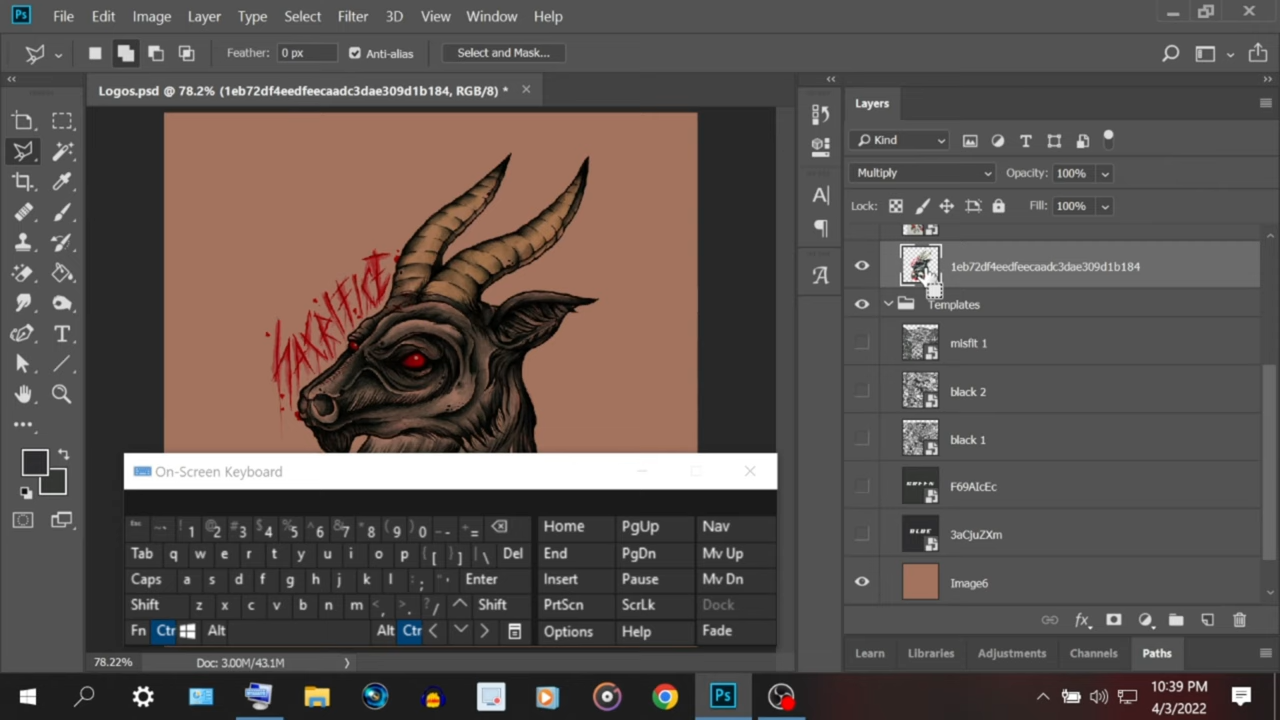 Ps File Edit Image Layer Type Select Filter 3D View Window Help
Feather: 0 px Anti-alias Select and Mask...
Logos.psd @ 78.2% (1eb72df4eedfeecaadc3dae309d1b184, RGB/8) *
Layers
Kind
Multiply Opacity: 100%
Lock: Fill: 100%
1eb72df4eedfeecaadc3dae309d1b184
Templates
misfit 1
black 2
black 1
F69AIcEc
3aCJuZXm
Image6
SACRIFICE
On-Screen Keyboard
Esc ~ ` ! 1 @ 2 # 3 $ 4 % 5 ^ 6 & 7 * 8 ( 9 ) 0 _ - + = Home PgUp Nav
Tab q w e r t y u i o p { [ } ] | \ Del End PgDn Mv Up
Caps a s d f g h j k l : ; " ' Enter Insert Pause Mv Dn
Shift z x c v b n m < , > . ? / Shift PrtScn ScrLk Dock
Fn Ctr Alt Alt Ctr Options Help Fade
78.22% Doc: 3.00M/43.1M
Learn Libraries Adjustments Channels Paths
Ps
10:39 PM
4/3/2022